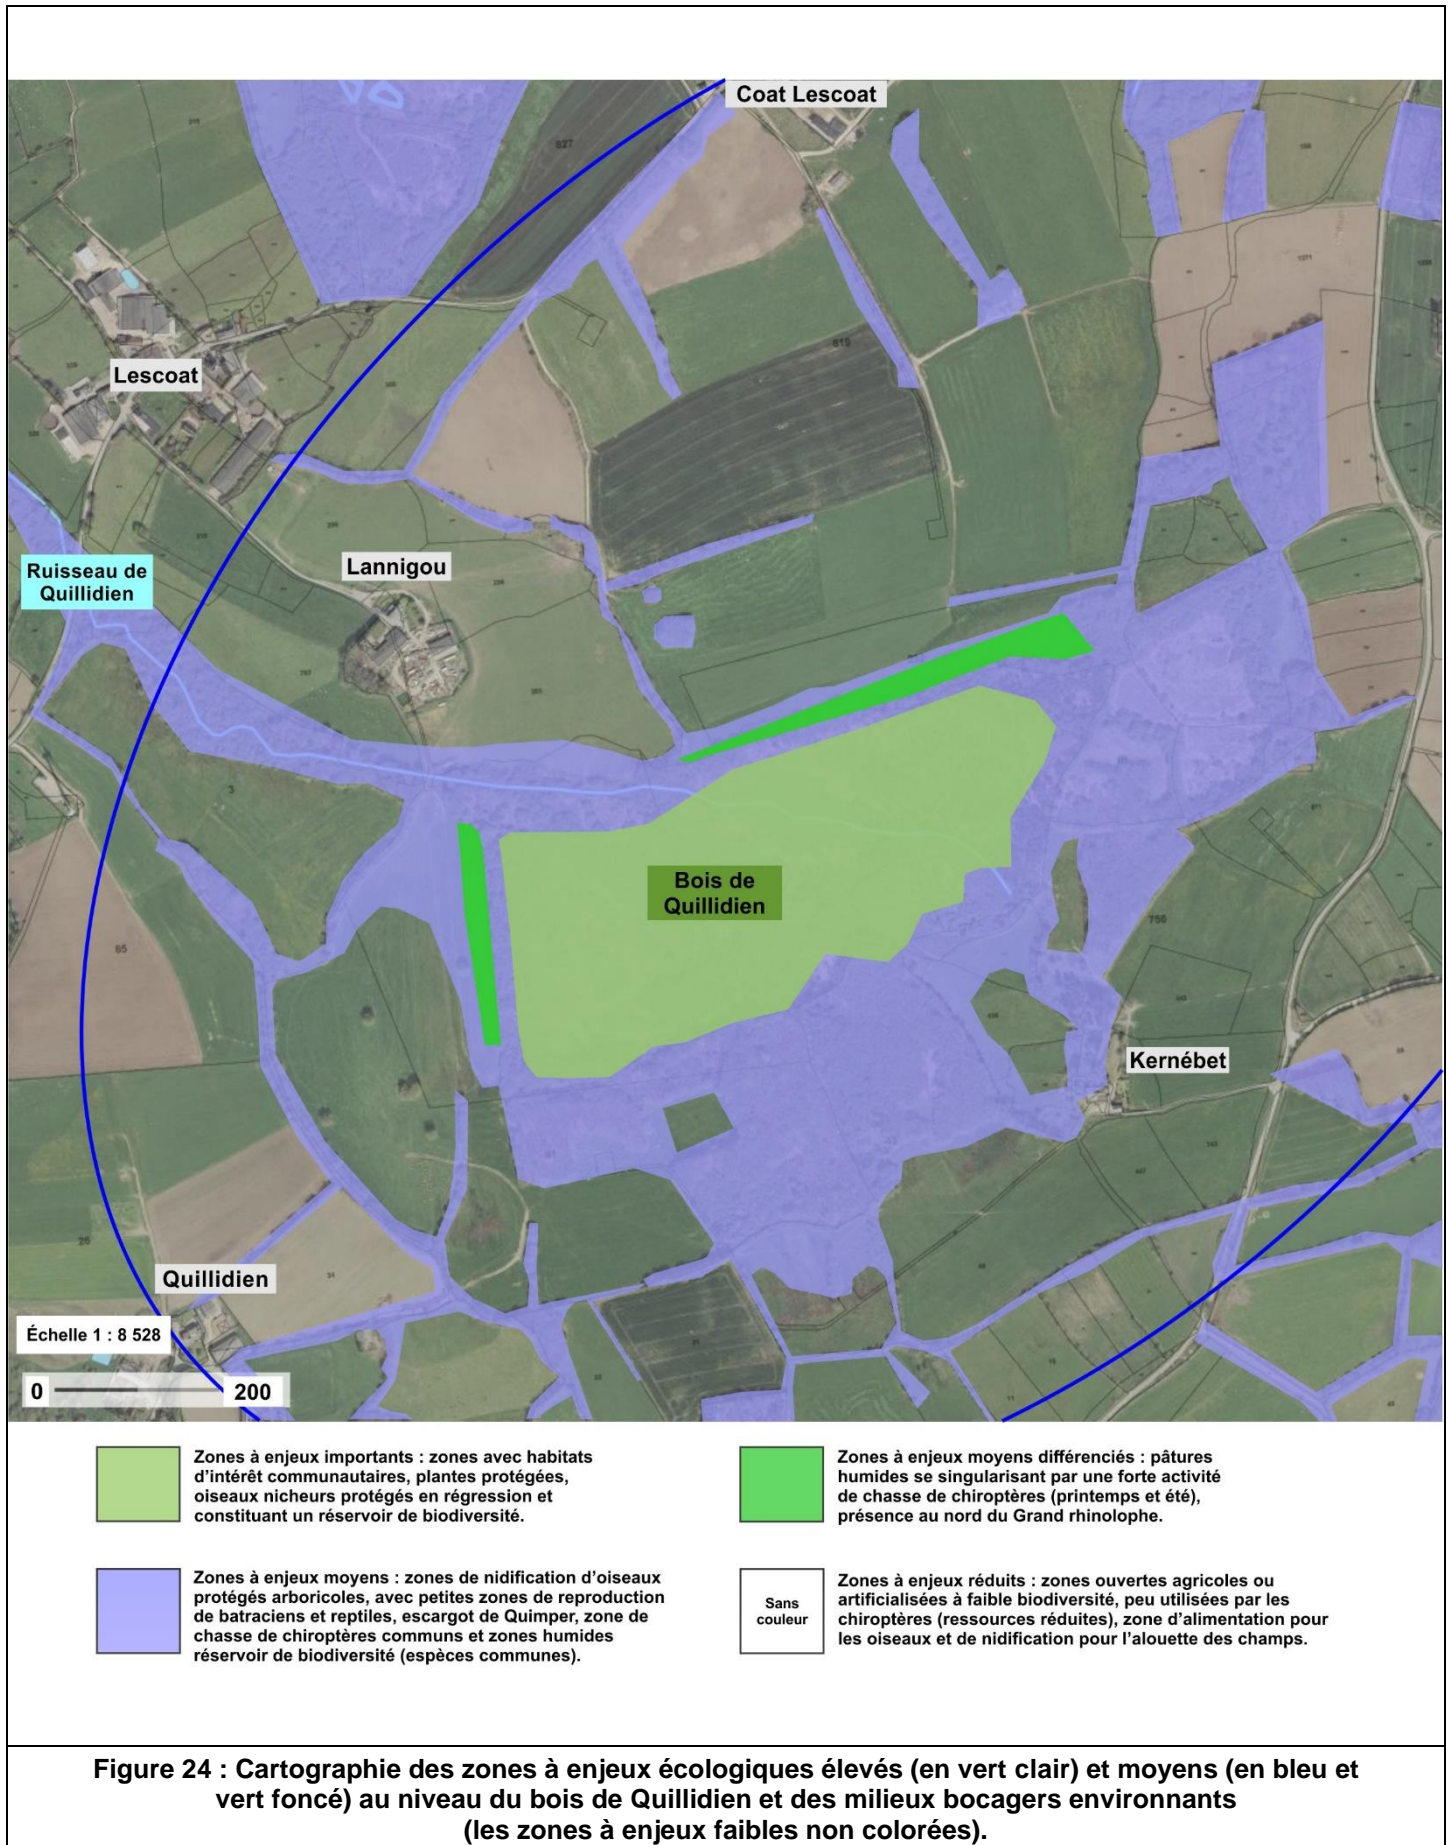 Coat Lescoat
827
Lescoat
819
Ruisseau de
Quillidien
Lannigou
3
Bois de
Quillidien
65
756
Kernébet
26
Quillidien
Échelle 1 : 8 528
0 200
Zones à enjeux importants : zones avec habitats
d'intérêt communautaires, plantes protégées,
oiseaux nicheurs protégés en régression et
constituant un réservoir de biodiversité.
Zones à enjeux moyens différenciés : pâtures
humides se singularisant par une forte activité
de chasse de chiroptères (printemps et été),
présence au nord du Grand rhinolophe.
Zones à enjeux moyens : zones de nidification d'oiseaux
protégés arboricoles, avec petites zones de reproduction
de batraciens et reptiles, escargot de Quimper, zone de
chasse de chiroptères communs et zones humides
réservoir de biodiversité (espèces communes).
Sans
couleur
Zones à enjeux réduits : zones ouvertes agricoles ou
artificialisées à faible biodiversité, peu utilisées par les
chiroptères (ressources réduites), zone d'alimentation pour
les oiseaux et de nidification pour l'alouette des champs.
Figure 24 : Cartographie des zones à enjeux écologiques élevés (en vert clair) et moyens (en bleu et
vert foncé) au niveau du bois de Quillidien et des milieux bocagers environnants
(les zones à enjeux faibles non colorées).